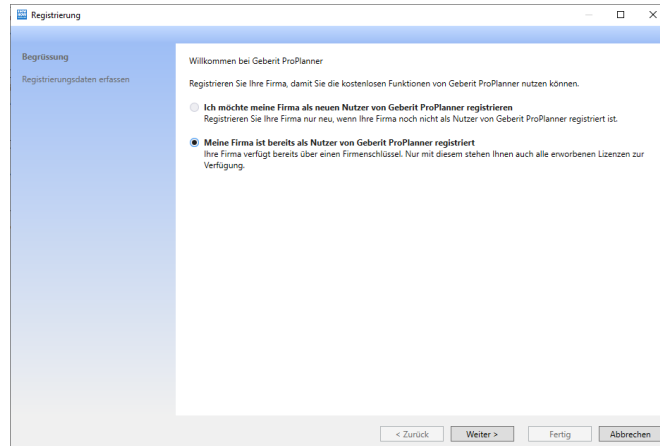 Registrierung
Begrüssung
Registrierungsdaten erfassen
Willkommen bei Geberit ProPlanner
Registrieren Sie Ihre Firma, damit Sie die kostenlosen Funktionen von Geberit ProPlanner nutzen können.
Ich möchte meine Firma als neuen Nutzer von Geberit ProPlanner registrieren
Registrieren Sie Ihre Firma nur neu, wenn Ihre Firma noch nicht als Nutzer von Geberit ProPlanner registriert ist.
Meine Firma ist bereits als Nutzer von Geberit ProPlanner registriert
Ihre Firma verfügt bereits über einen Firmenschlüssel. Nur mit diesem stehen Ihnen auch alle erworbenen Lizenzen zur
Verfügung.
< Zurück Weiter > Fertig Abbrechen